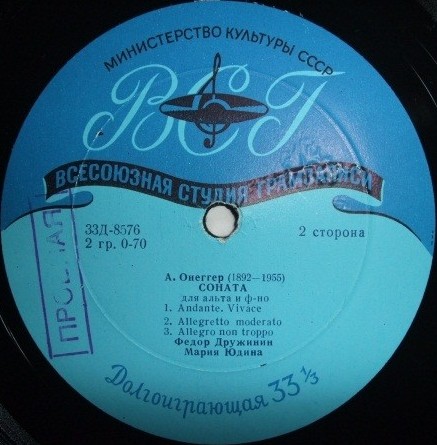 МИНИСТЕРСТВО КУЛЬТУРЫ СССР
ВСГ
ВСЕСОЮЗНАЯ СТУДИЯ ГРАМЗАПИСИ
33Д-8576
2 гр. 0-70
2 сторона
ПРОБНАЯ
А. Онеггер (1892—1955)
СОНАТА
для альта и ф-но
1. Andante. Vivace
2. Allegretto moderato
3. Allegro non troppo
Федор Дружинин
Мария Юдина
Долгоиграющая 33 1/3